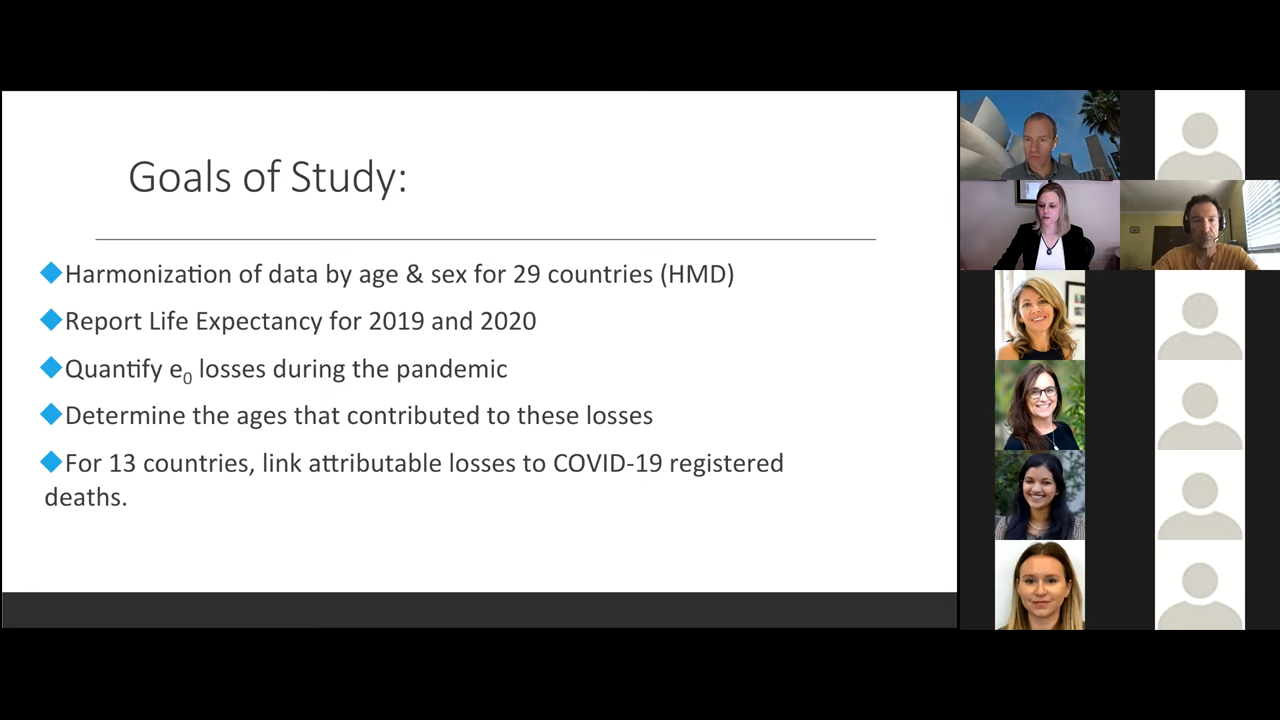 Goals of Study:
Harmonization of data by age & sex for 29 countries (HMD)
Report Life Expectancy for 2019 and 2020
Quantify e₀ losses during the pandemic
Determine the ages that contributed to these losses
For 13 countries, link attributable losses to COVID-19 registered
deaths.